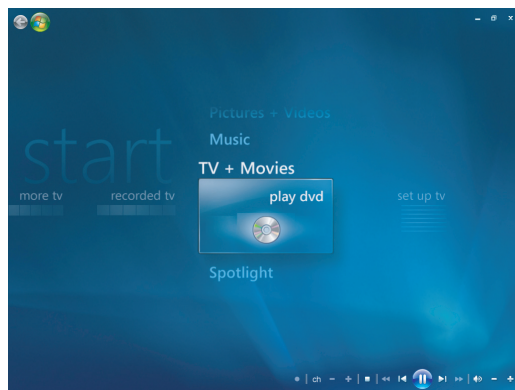 start
Pictures + Videos
Music
TV + Movies
more tv
recorded tv
play dvd
set up tv
Spotlight
ch